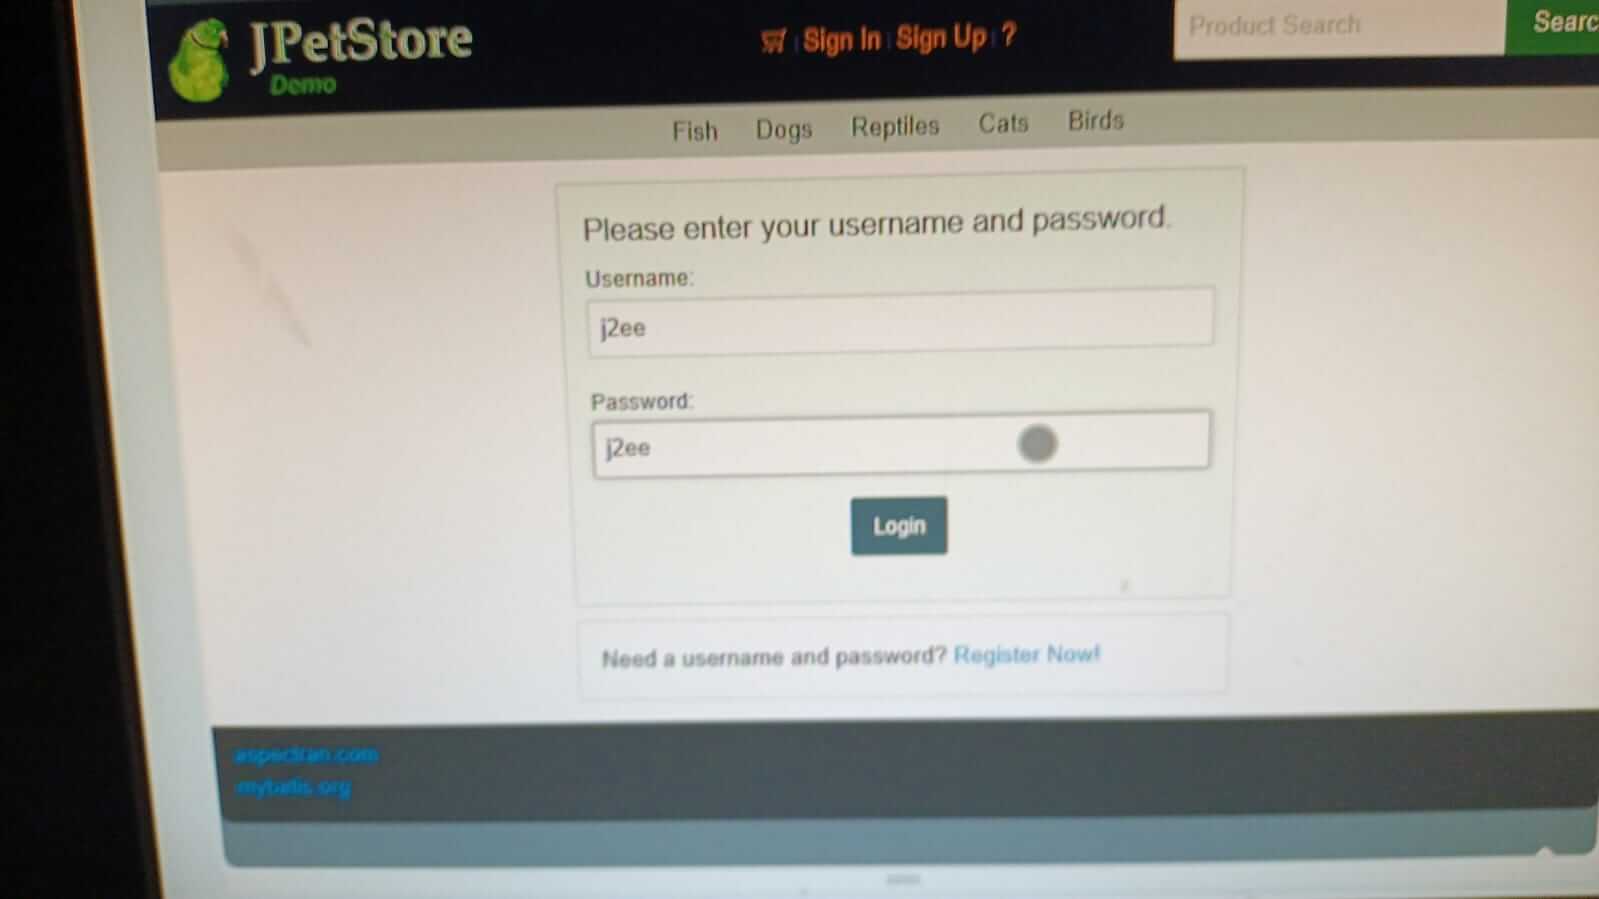 JPetStore
Demo
Sign In Sign Up ?
Product Search
Searc
Fish Dogs Reptiles Cats Birds
Please enter your username and password.
Username:
j2ee
Password:
j2ee
Login
Need a username and password? Register Now!
aspectran.com
mybatis.org